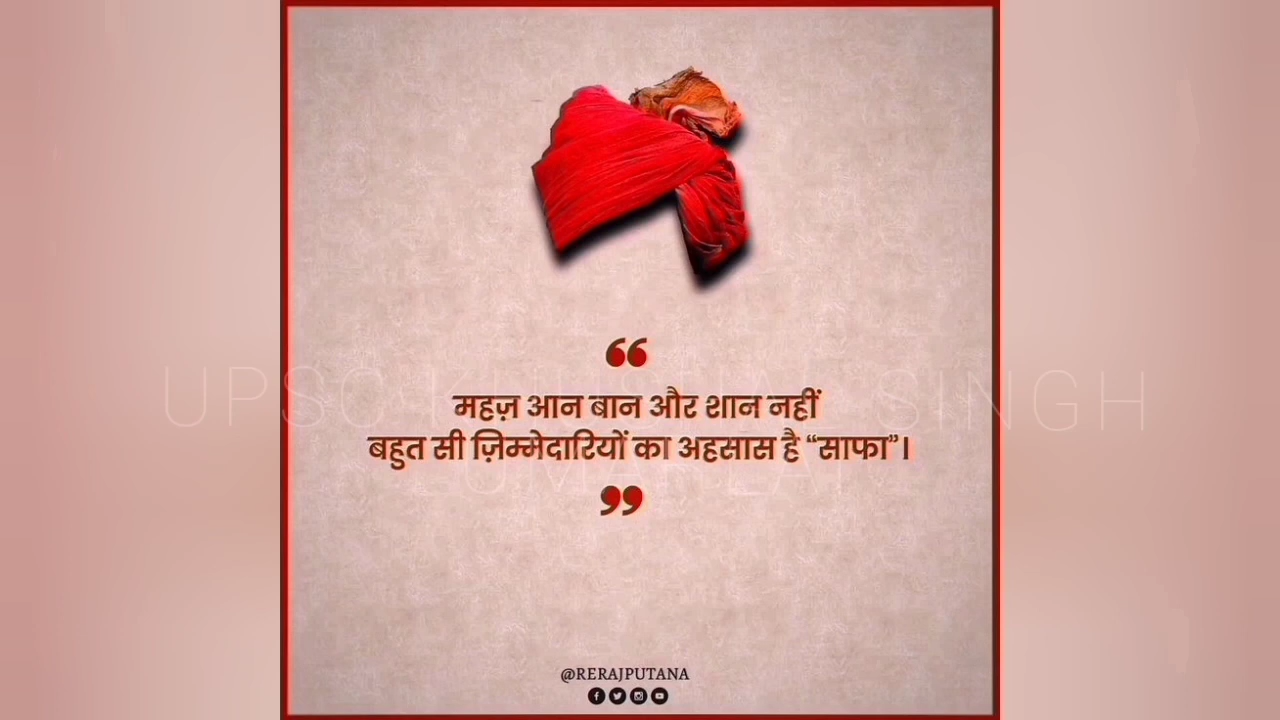 “
महज़ आन बान और शान नहीं
बहुत सी ज़िम्मेदारियों का अहसास है “साफा”।
”
@RERAJPUTANA